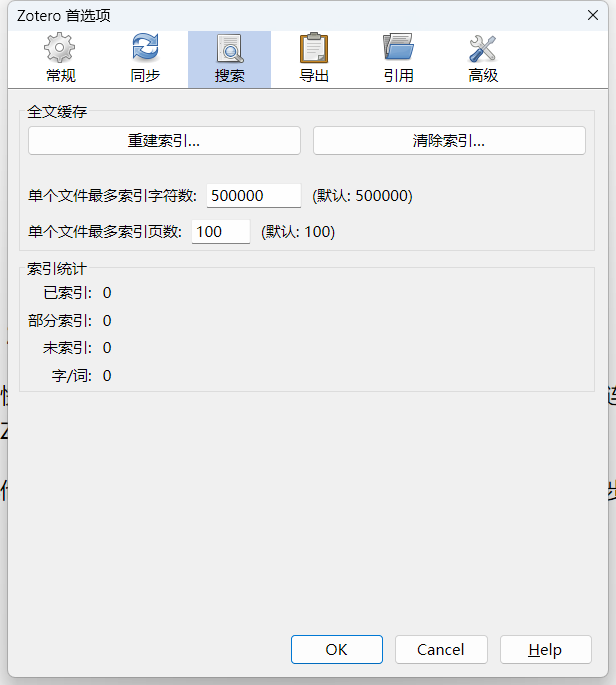 Zotero 首选项
常规 同步 搜索 导出 引用 高级
全文缓存
重建索引... 清除索引...
单个文件最多索引字符数: 500000 (默认: 500000)
单个文件最多索引页数: 100 (默认: 100)
索引统计
已索引: 0
部分索引: 0
未索引: 0
字/词: 0
OK Cancel Help